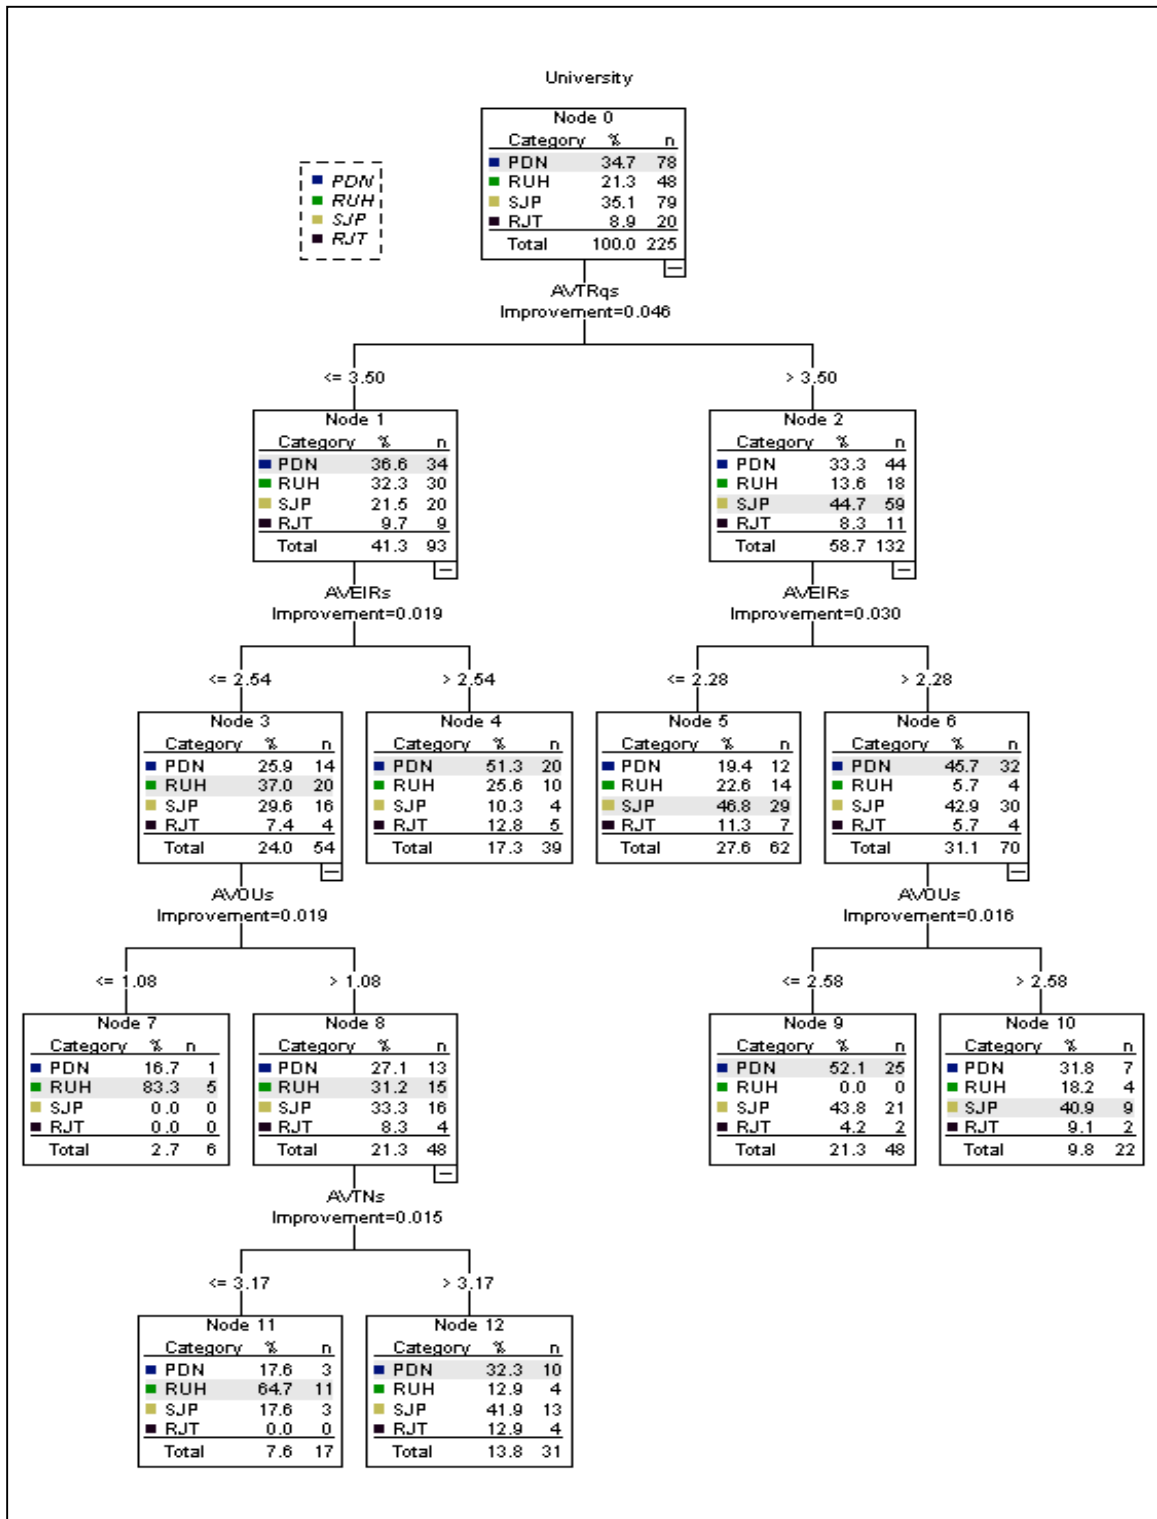 University
PDN
RUH
SJP
RJT
Node 0
Category % n
PDN 34.7 78
RUH 21.3 48
SJP 35.1 79
RJT 8.9 20
Total 100.0 225
AVTRqs
Improvement=0.046
<= 3.50
> 3.50
Node 1
Category % n
PDN 36.6 34
RUH 32.3 30
SJP 21.5 20
RJT 9.7 9
Total 41.3 93
Node 2
Category % n
PDN 33.3 44
RUH 13.6 18
SJP 44.7 59
RJT 8.3 11
Total 58.7 132
AVEIRs
Improvement=0.019
AVEIRs
Improvement=0.030
<= 2.54
> 2.54
<= 2.28
> 2.28
Node 3
Category % n
PDN 25.9 14
RUH 37.0 20
SJP 29.6 16
RJT 7.4 4
Total 24.0 54
Node 4
Category % n
PDN 51.3 20
RUH 25.6 10
SJP 10.3 4
RJT 12.8 5
Total 17.3 39
Node 5
Category % n
PDN 19.4 12
RUH 22.6 14
SJP 46.8 29
RJT 11.3 7
Total 27.6 62
Node 6
Category % n
PDN 45.7 32
RUH 5.7 4
SJP 42.9 30
RJT 5.7 4
Total 31.1 70
AVOUs
Improvement=0.019
AVOUs
Improvement=0.016
<= 1.08
> 1.08
<= 2.58
> 2.58
Node 7
Category % n
PDN 16.7 1
RUH 83.3 5
SJP 0.0 0
RJT 0.0 0
Total 2.7 6
Node 8
Category % n
PDN 27.1 13
RUH 31.2 15
SJP 33.3 16
RJT 8.3 4
Total 21.3 48
Node 9
Category % n
PDN 52.1 25
RUH 0.0 0
SJP 43.8 21
RJT 4.2 2
Total 21.3 48
Node 10
Category % n
PDN 31.8 7
RUH 18.2 4
SJP 40.9 9
RJT 9.1 2
Total 9.8 22
AVTNs
Improvement=0.015
<= 3.17
> 3.17
Node 11
Category % n
PDN 17.6 3
RUH 64.7 11
SJP 17.6 3
RJT 0.0 0
Total 7.6 17
Node 12
Category % n
PDN 32.3 10
RUH 12.9 4
SJP 41.9 13
RJT 12.9 4
Total 13.8 31